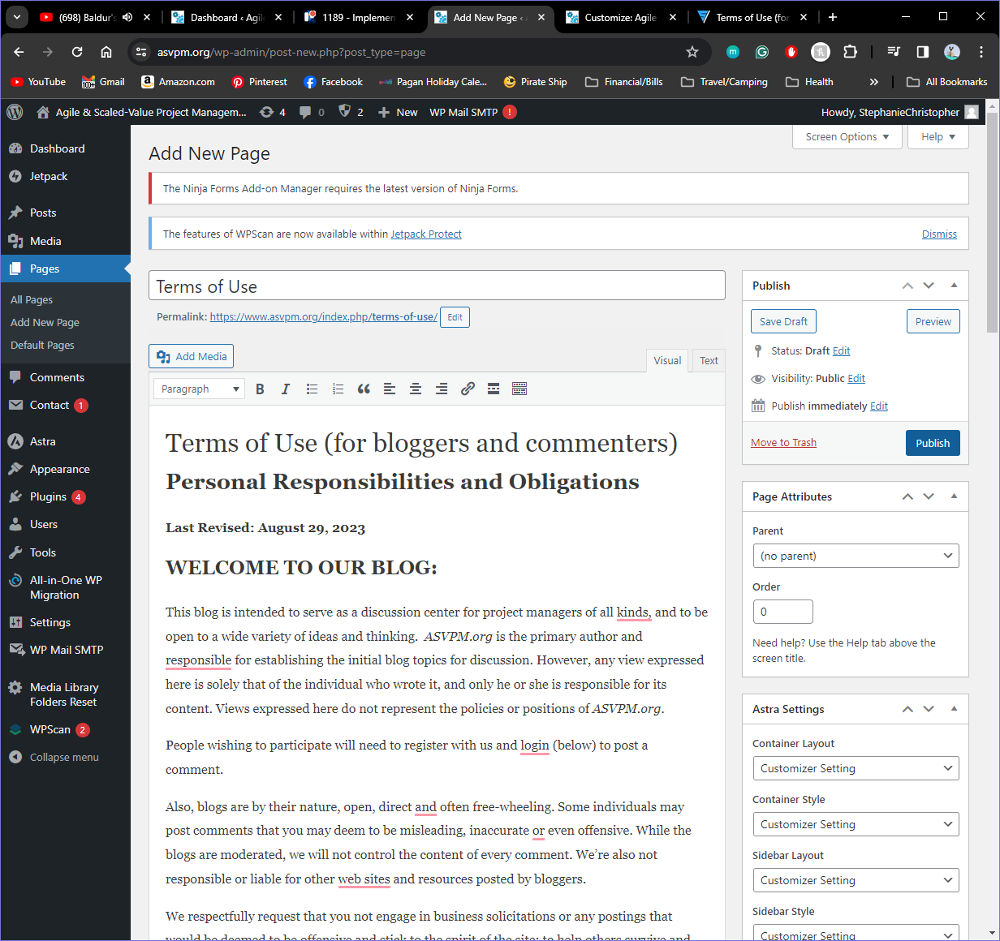 (698) Baldur's
Dashboard ‹ Agil
1189 - Implemen
Add New Page ‹
Customize: Agile
Terms of Use (for
asvpm.org/wp-admin/post-new.php?post_type=page
YouTube
100+
Gmail
Amazon.com
Pinterest
Facebook
Pagan Holiday Cale...
Pirate Ship
Financial/Bills
Travel/Camping
Health
»
All Bookmarks
Agile & Scaled-Value Project Managem...
4
0
2
New
WP Mail SMTP
!
Howdy, StephanieChristopher
Screen Options
Help
Dashboard
Jetpack
Posts
Media
Pages
All Pages
Add New Page
Default Pages
Comments
Contact 1
Astra
Appearance
Plugins 4
Users
Tools
All-in-One WP
Migration
Settings
WP Mail SMTP
Media Library
Folders Reset
WPScan 2
Collapse menu
Add New Page
The Ninja Forms Add-on Manager requires the latest version of Ninja Forms.
The features of WPScan are now available within Jetpack Protect
Dismiss
Terms of Use
Permalink: https://www.asvpm.org/index.php/terms-of-use/ Edit
Add Media
Visual
Text
Paragraph
B
I
Terms of Use (for bloggers and commenters)
Personal Responsibilities and Obligations
Last Revised: August 29, 2023
WELCOME TO OUR BLOG:
This blog is intended to serve as a discussion center for project managers of all kinds, and to be
open to a wide variety of ideas and thinking. ASVPM.org is the primary author and
responsible for establishing the initial blog topics for discussion. However, any view expressed
here is solely that of the individual who wrote it, and only he or she is responsible for its
content. Views expressed here do not represent the policies or positions of ASVPM.org.
People wishing to participate will need to register with us and login (below) to post a
comment.
Also, blogs are by their nature, open, direct and often free-wheeling. Some individuals may
post comments that you may deem to be misleading, inaccurate or even offensive. While the
blogs are moderated, we will not control the content of every comment. We're also not
responsible or liable for other web sites and resources posted by bloggers.
We respectfully request that you not engage in business solicitations or any postings that
would be deemed to be offensive and stick to the spirit of the site: to help others survive and
Publish
Save Draft
Preview
Status: Draft Edit
Visibility: Public Edit
Publish immediately Edit
Move to Trash
Publish
Page Attributes
Parent
(no parent)
Order
0
Need help? Use the Help tab above the
screen title.
Astra Settings
Container Layout
Customizer Setting
Container Style
Customizer Setting
Sidebar Layout
Customizer Setting
Sidebar Style
Customizer Setting